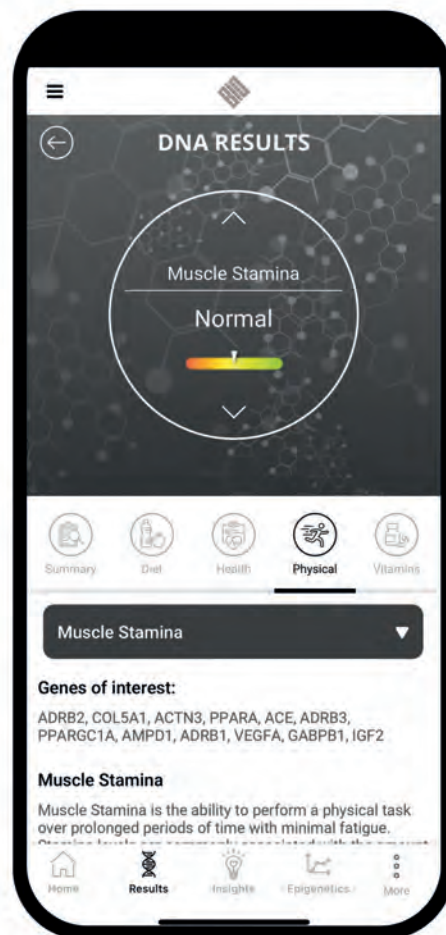 DNA RESULTS
Muscle Stamina
Normal
Summary
Diet
Health
Physical
Vitamins
Muscle Stamina
Genes of interest:
ADRB2, COL5A1, ACTN3, PPARA, ACE, ADRB3,
PPARGC1A, AMPD1, ADRB1, VEGFA, GABPB1, IGF2
Muscle Stamina
Muscle Stamina is the ability to perform a physical task
over prolonged periods of time with minimal fatigue.
Home
Results
Insights
Epigenetics
More